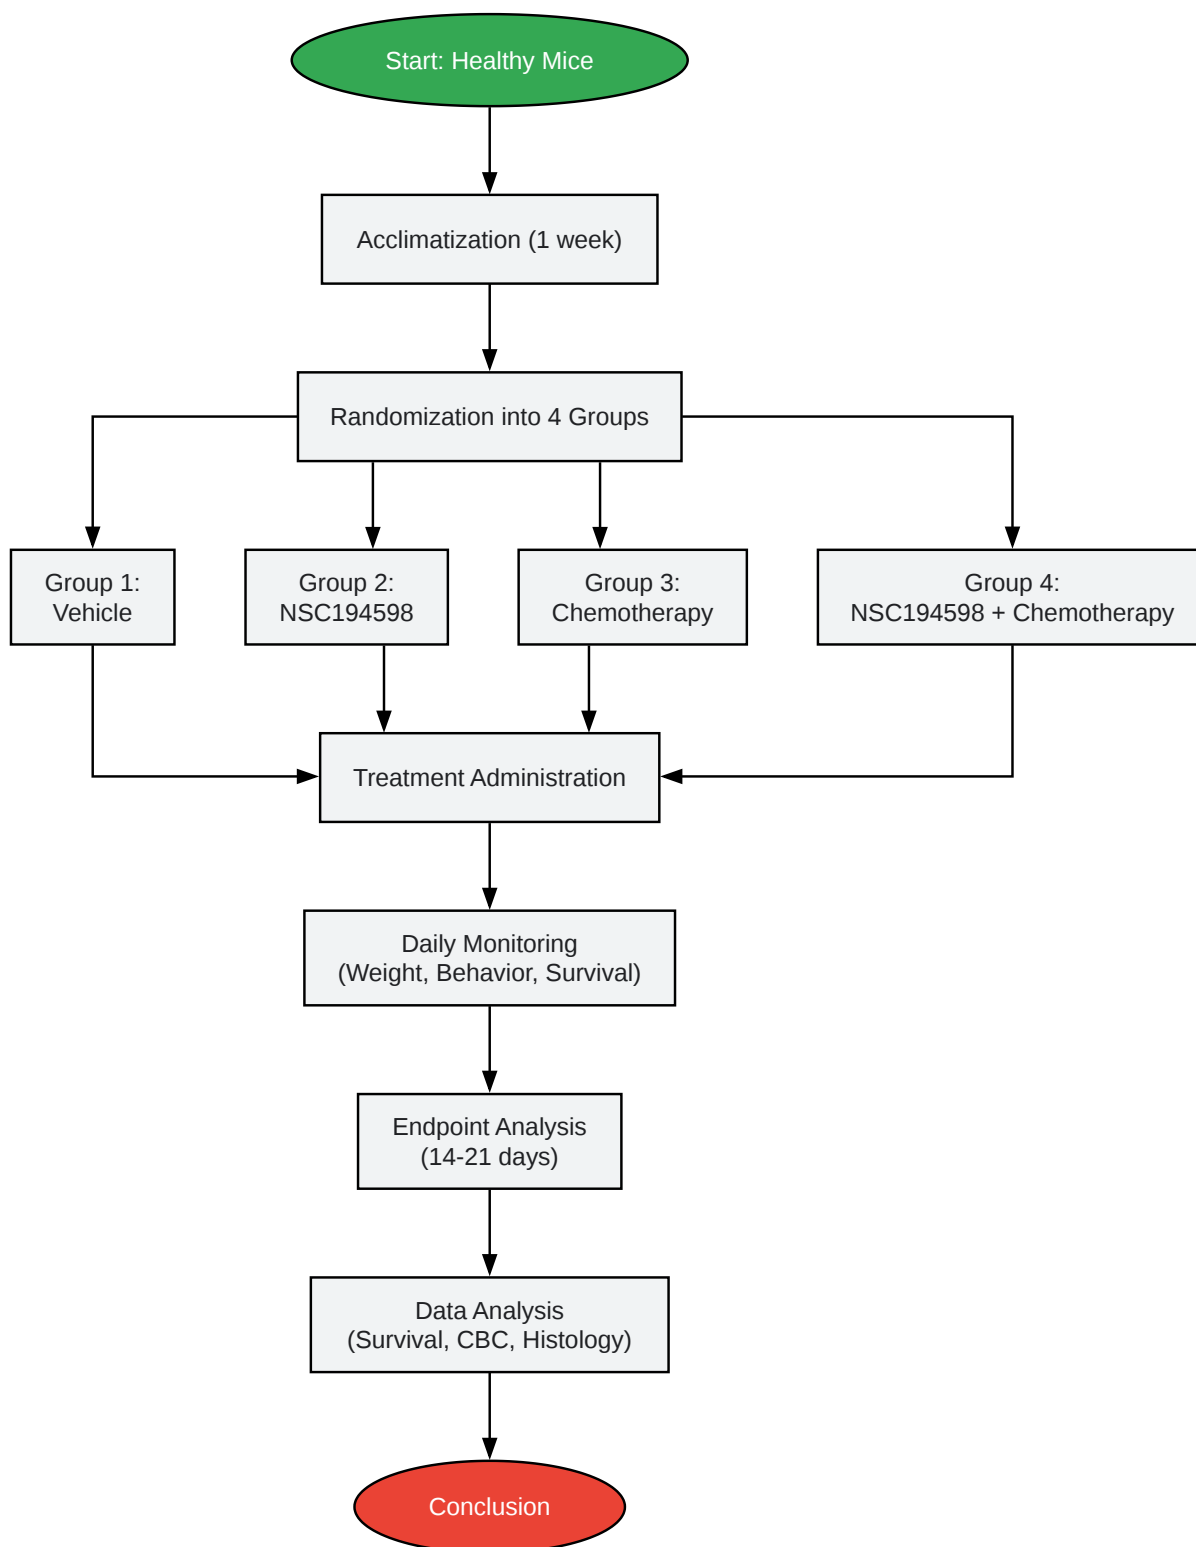 Start: Healthy Mice
Acclimatization (1 week)
Randomization into 4 Groups
Group 1:
Vehicle
Group 2:
NSC194598
Group 3:
Chemotherapy
Group 4:
NSC194598 + Chemotherapy
Treatment Administration
Daily Monitoring
(Weight, Behavior, Survival)
Endpoint Analysis
(14-21 days)
Data Analysis
(Survival, CBC, Histology)
Conclusion